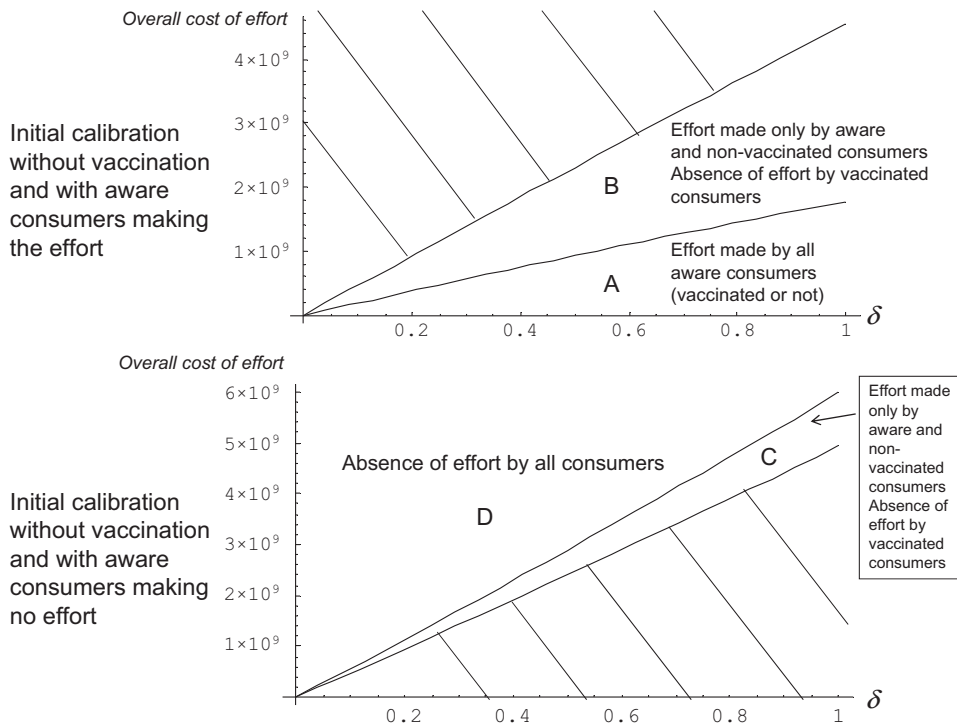 Overall cost of effort
4×10⁹
3×10⁹
2×10⁹
1×10⁹
Initial calibration
without vaccination
and with aware
consumers making
the effort
Effort made only by aware
and non-vaccinated consumers
Absence of effort by vaccinated
consumers
B
Effort made by all
aware consumers
(vaccinated or not)
A
0.2 0.4 0.6 0.8 1 δ
Overall cost of effort
6×10⁹
5×10⁹
4×10⁹
3×10⁹
2×10⁹
1×10⁹
Initial calibration
without vaccination
and with aware
consumers making
no effort
Absence of effort by all consumers
D
C
Effort made
only by
aware and
non-
vaccinated
consumers
Absence of
effort by
vaccinated
consumers
0.2 0.4 0.6 0.8 1 δ